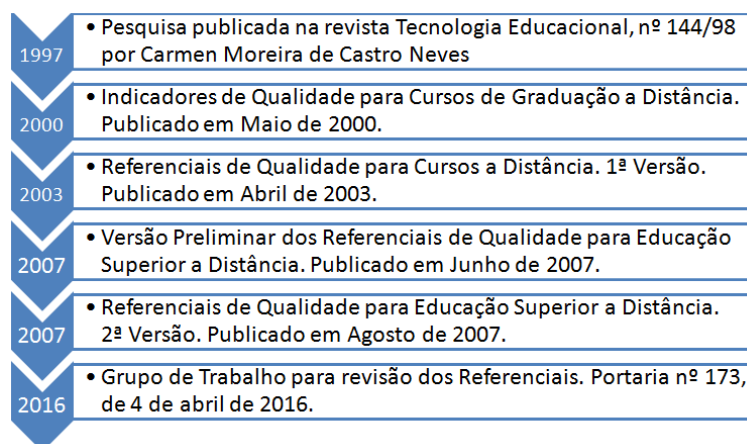 1997
• Pesquisa publicada na revista Tecnologia Educacional, nº 144/98
por Carmen Moreira de Castro Neves
2000
• Indicadores de Qualidade para Cursos de Graduação a Distância.
Publicado em Maio de 2000.
2003
• Referenciais de Qualidade para Cursos a Distância. 1ª Versão.
Publicado em Abril de 2003.
2007
• Versão Preliminar dos Referenciais de Qualidade para Educação
Superior a Distância. Publicado em Junho de 2007.
2007
• Referenciais de Qualidade para Educação Superior a Distância.
2ª Versão. Publicado em Agosto de 2007.
2016
• Grupo de Trabalho para revisão dos Referenciais. Portaria nº 173,
de 4 de abril de 2016.